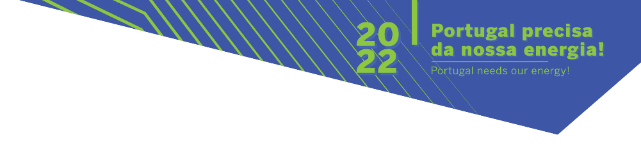 20
22
Portugal precisa
da nossa energia!
Portugal needs our energy!